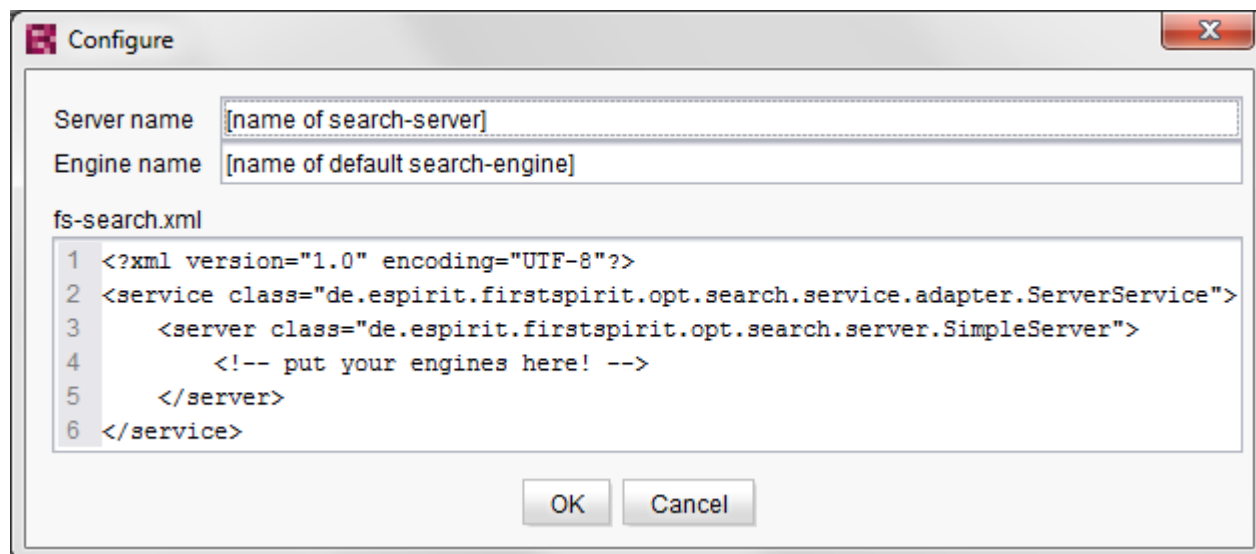 Configure
Server name [name of search-server]
Engine name [name of default search-engine]
fs-search.xml
1 <?xml version="1.0" encoding="UTF-8"?>
2 <service class="de.espirit.firstspirit.opt.search.service.adapter.ServerService">
3     <server class="de.espirit.firstspirit.opt.search.server.SimpleServer">
4         <!-- put your engines here! -->
5     </server>
6 </service>
OK Cancel